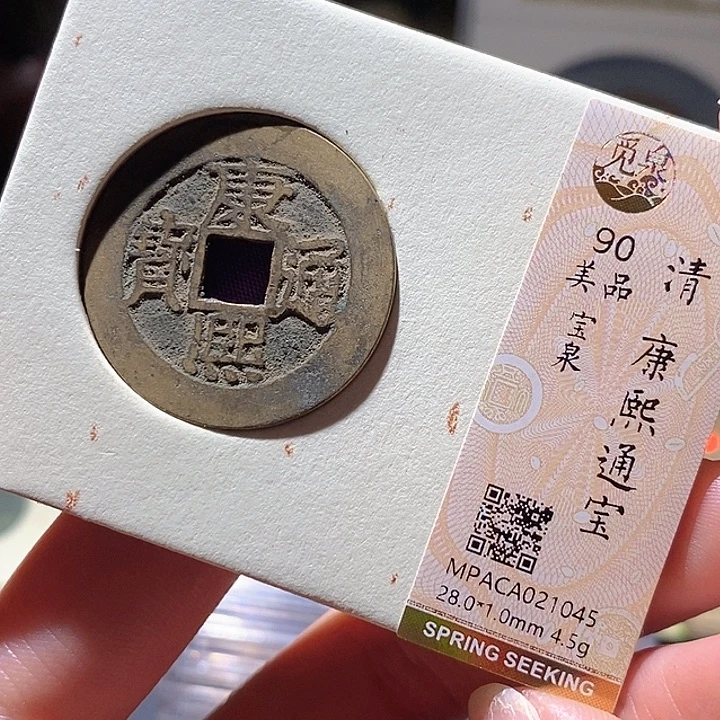 康熙通寳
觅泉
90
美品
宝泉
清
康熙通宝
MPACA021045
28.0*1.0mm 4.5g
SPRING SEEKING